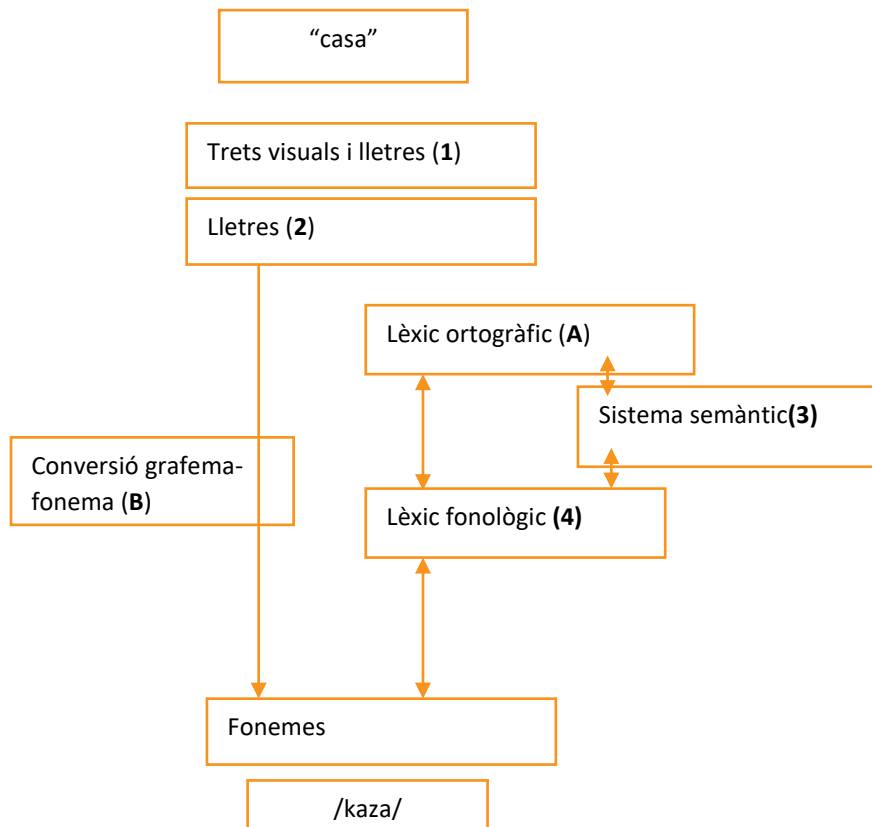 “casa”
Trets visuals i lletres (1)
Lletres (2)
Lèxic ortogràfic (A)
Sistema semàntic(3)
Conversió grafema-
fonema (B)
Lèxic fonològic (4)
Fonemes
/kaza/